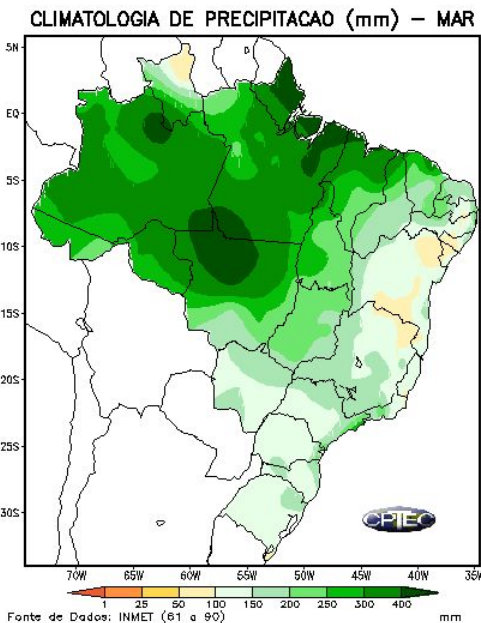 CLIMATOLOGIA DE PRECIPITACAO (mm) – MAR
5N
EQ
5S
10S
15S
20S
25S
30S
CPTEC
70W 65W 60W 55W 50W 45W 40W 35W
1 25 50 100 150 200 250 300 400
Fonte de Dados: INMET (61 a 90) mm